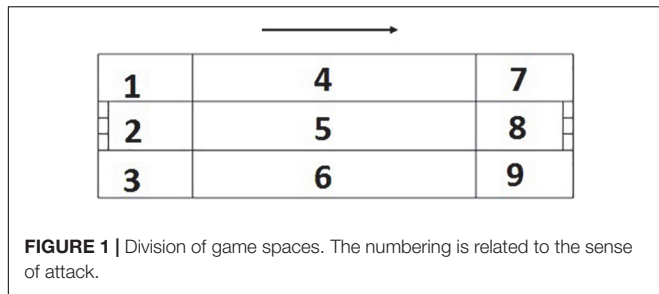 1 4 7
2 5 8
3 6 9
FIGURE 1 | Division of game spaces. The numbering is related to the sense
of attack.